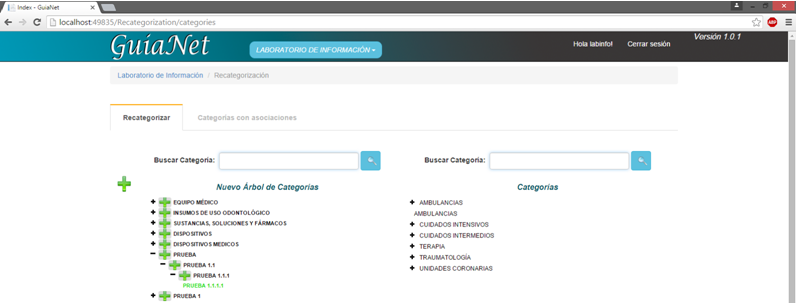 Index - GuiaNet
localhost:49835/Recategorization/categories
GuíaNet
LABORATORIO DE INFORMACIÓN
Hola labinfo!
Cerrar sesión
Versión 1.0.1
Laboratorio de Información / Recategorización
Recategorizar
Categorías con asociaciones
Buscar Categoría:
Buscar Categoría:
Nuevo Árbol de Categorías
EQUIPO MÉDICO
INSUMOS DE USO ODONTOLÓGICO
SUSTANCIAS, SOLUCIONES Y FÁRMACOS
DISPOSITIVOS
DISPOSITIVOS MEDICOS
PRUEBA
PRUEBA 1.1
PRUEBA 1.1.1
PRUEBA 1.1.1.1
PRUEBA 1
Categorías
AMBULANCIAS
AMBULANCIAS
CUIDADOS INTENSIVOS
CUIDADOS INTERMEDIOS
TERAPIA
TRAUMATOLOGÍA
UNIDADES CORONARIAS